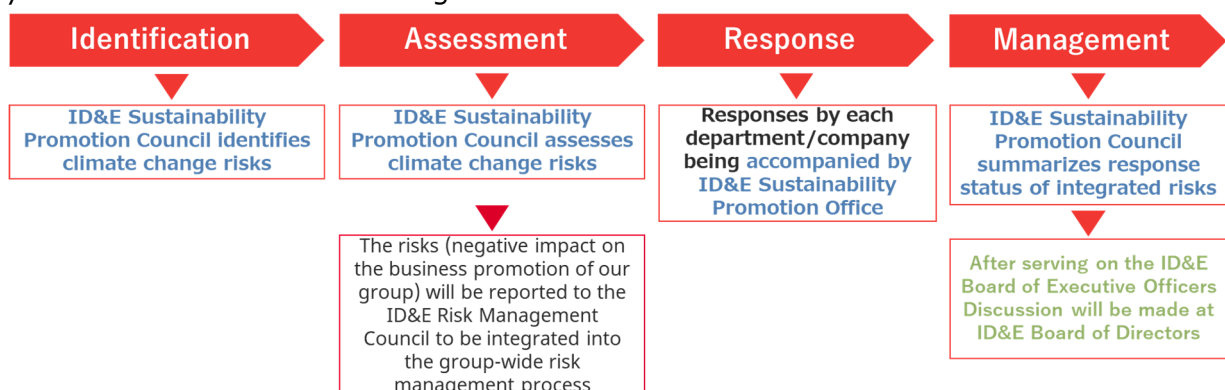 Identification
Assessment
Response
Management
ID&E Sustainability
Promotion Council identifies
climate change risks
ID&E Sustainability
Promotion Council assesses
climate change risks
The risks (negative impact on
the business promotion of our
group) will be reported to the
ID&E Risk Management
Council to be integrated into
the group-wide risk
management process
Responses by each
department/company
being accompanied by
ID&E Sustainability
Promotion Office
ID&E Sustainability
Promotion Council
summarizes response
status of integrated risks
After serving on the ID&E
Board of Executive Officers
Discussion will be made at
ID&E Board of Directors